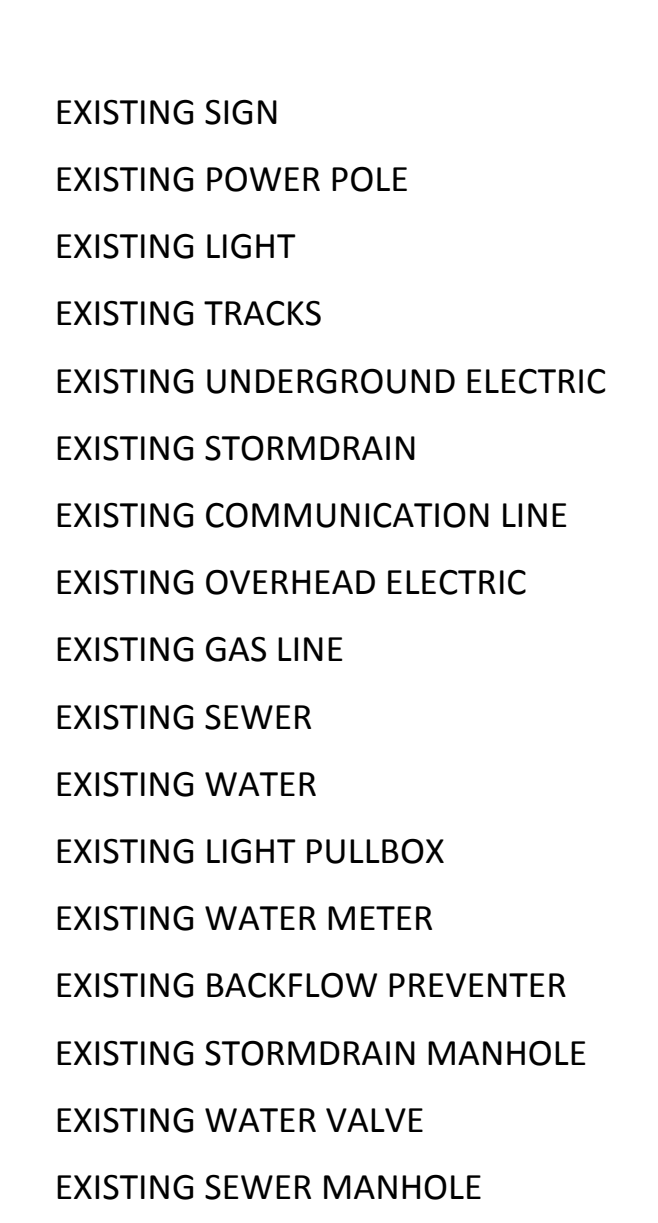 EXISTING SIGN
EXISTING POWER POLE
EXISTING LIGHT
EXISTING TRACKS
EXISTING UNDERGROUND ELECTRIC
EXISTING STORMDRAIN
EXISTING COMMUNICATION LINE
EXISTING OVERHEAD ELECTRIC
EXISTING GAS LINE
EXISTING SEWER
EXISTING WATER
EXISTING LIGHT PULLBOX
EXISTING WATER METER
EXISTING BACKFLOW PREVENTER
EXISTING STORMDRAIN MANHOLE
EXISTING WATER VALVE
EXISTING SEWER MANHOLE